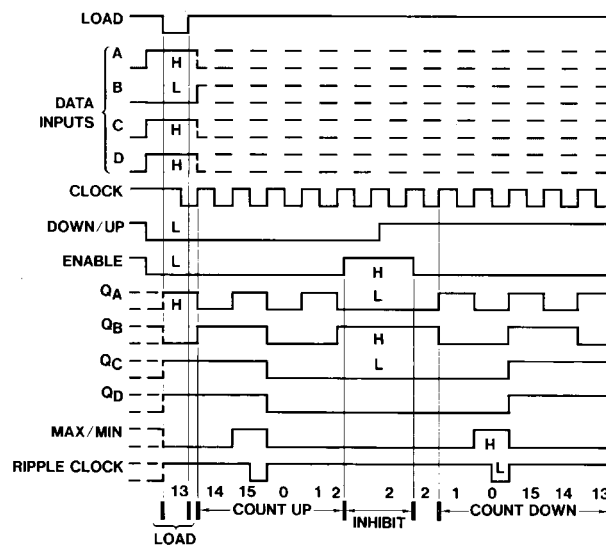 LOAD
A
H
B
L
DATA
INPUTS
C
H
D
H
CLOCK
DOWN/UP
L
ENABLE
L
H
QA
H
L
QB
H
QC
L
QD
MAX/MIN
H
RIPPLE CLOCK
L
13 14 15 0 1 2 2 2 1 0 15 14 13
COUNT UP
INHIBIT
COUNT DOWN
LOAD